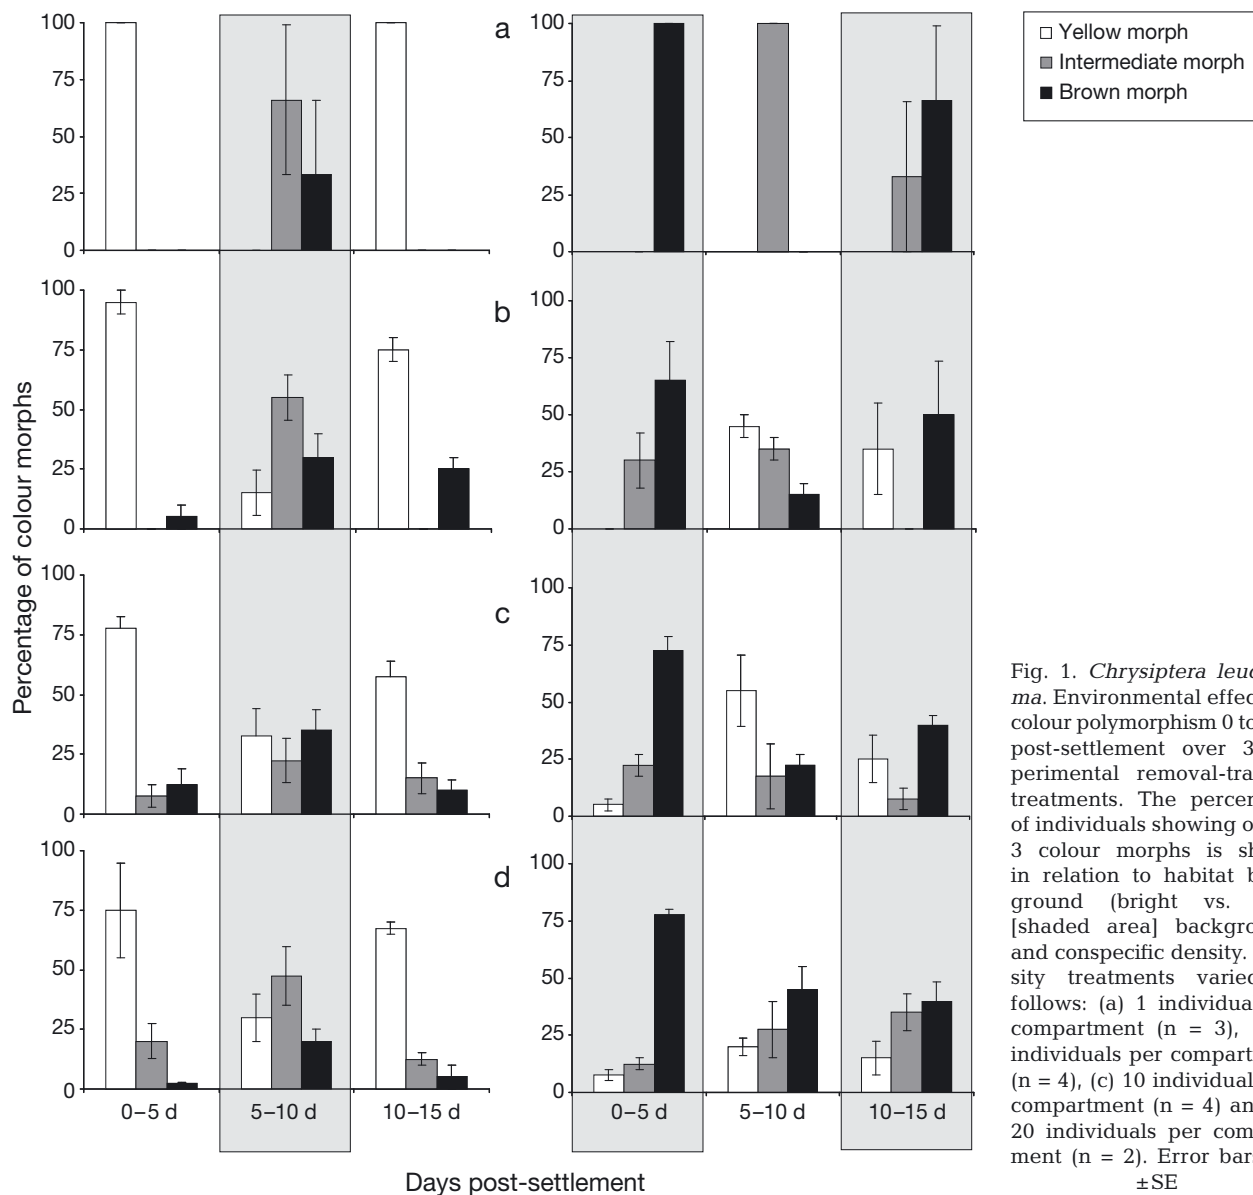 100
75
50
25
0
a
100
75
50
25
0
Yellow morph
Intermediate morph
Brown morph
Percentage of colour morphs
100
75
50
25
0
b
100
75
50
25
0
100
75
50
25
0
c
100
75
50
25
0
100
75
50
25
0
d
100
75
50
25
0
0–5 d
5–10 d
10–15 d
0–5 d
5–10 d
10–15 d
Days post-settlement
Fig. 1. Chrysiptera leuc
ma. Environmental effec
colour polymorphism 0 to
post-settlement over 3
perimental removal-tra
treatments. The percen
of individuals showing o
3 colour morphs is sh
in relation to habitat b
ground (bright vs.
[shaded area] backgro
and conspecific density.
sity treatments varied
follows: (a) 1 individua
compartment (n = 3),
individuals per compart
(n = 4), (c) 10 individual
compartment (n = 4) an
20 individuals per com
ment (n = 2). Error bars
±SE